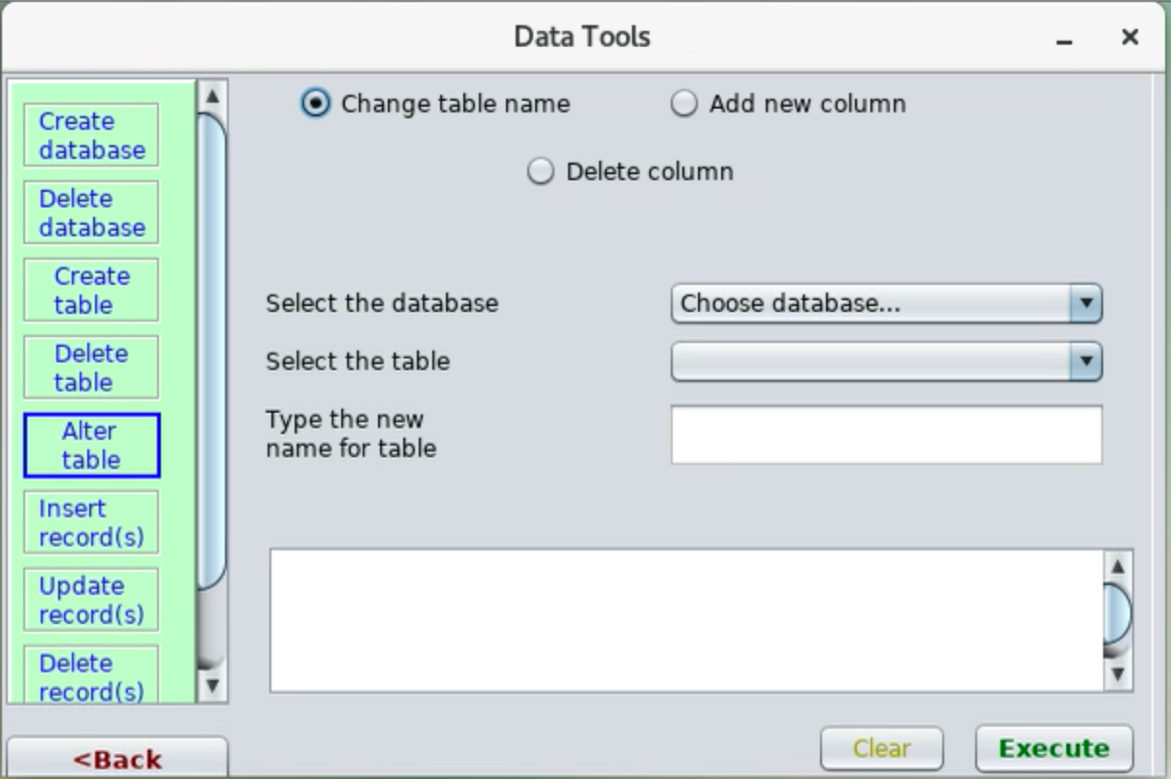 Data Tools
Create
database
Delete
database
Create
table
Delete
table
Alter
table
Insert
record(s)
Update
record(s)
Delete
record(s)
<Back
Change table name
Add new column
Delete column
Select the database
Choose database...
Select the table
Type the new
name for table
Clear
Execute